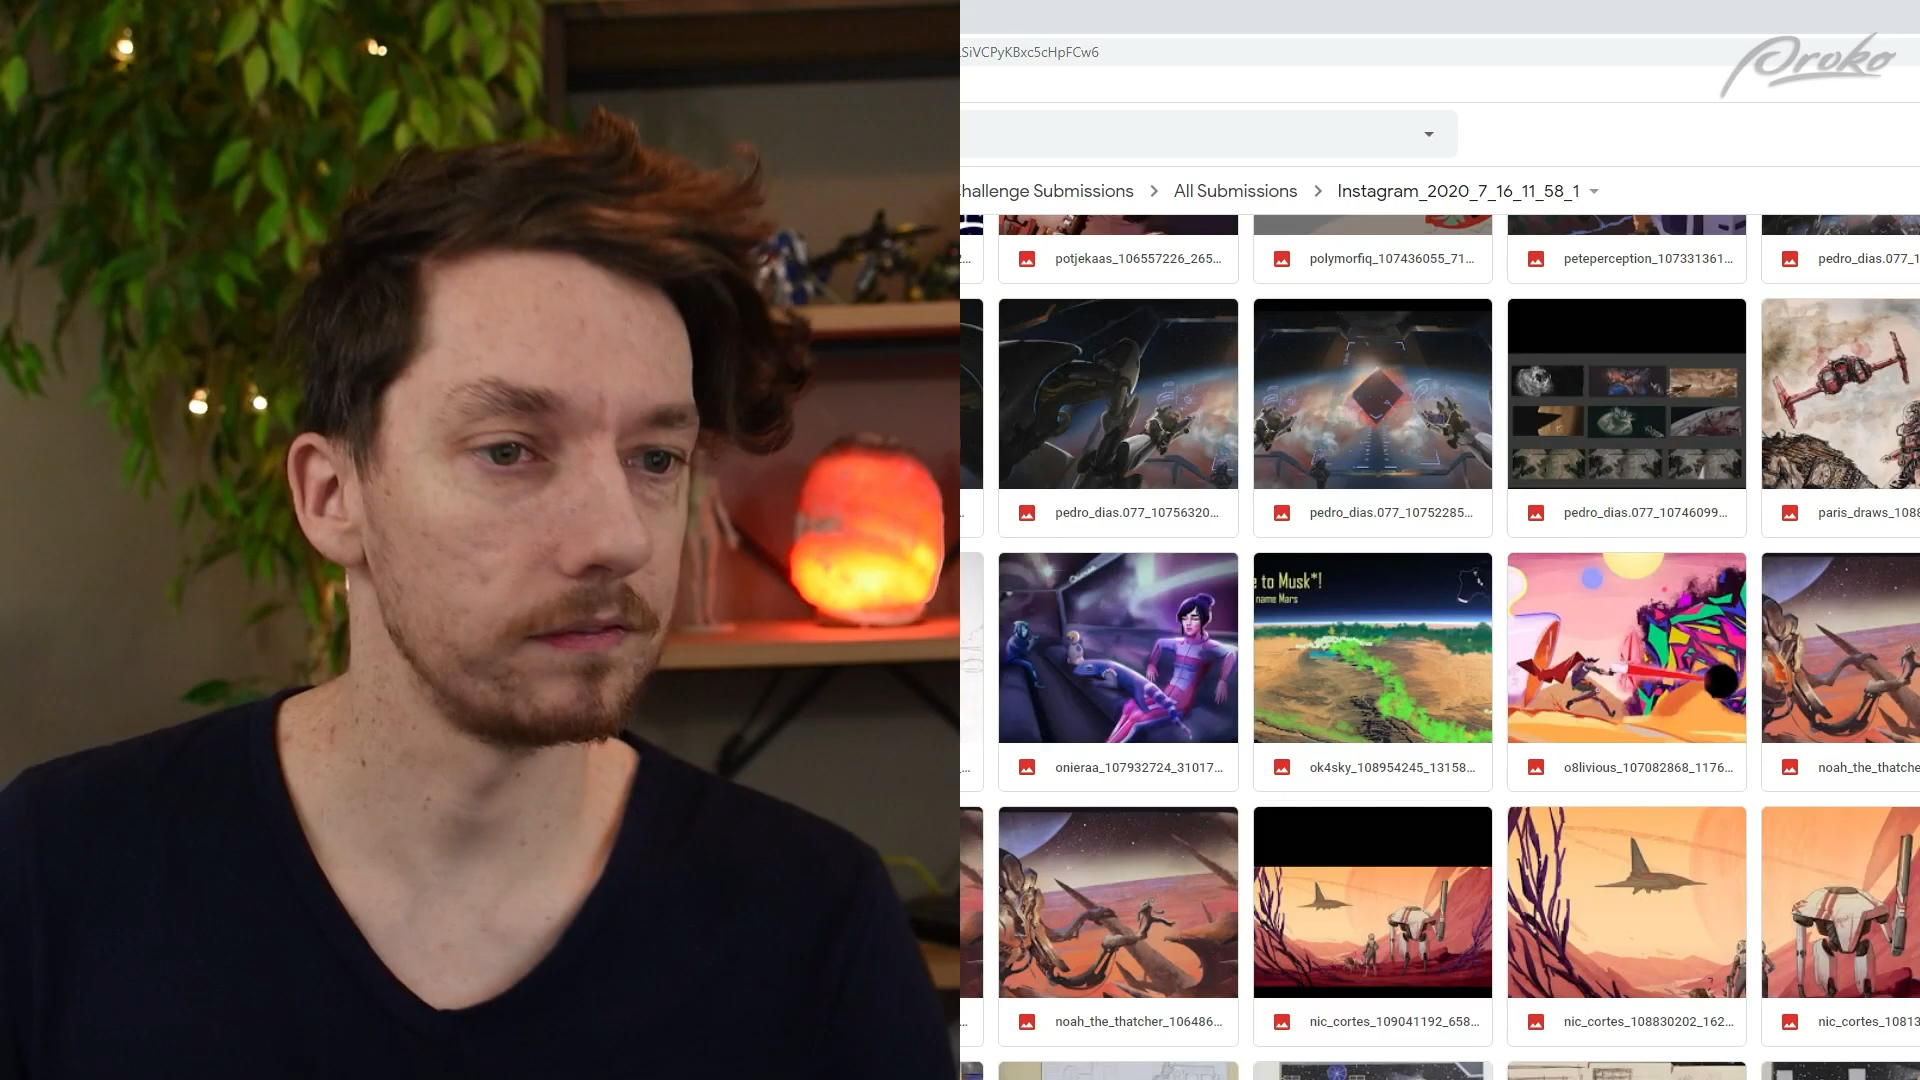 SiVCPyKBxc5cHpFCw6
Proko
hallenge Submissions > All Submissions > Instagram_2020_7_16_11_58_1
potjekaas_106557226_265...
polymorfiq_107436055_71...
peteperception_107331361...
pedro_dias.077_1
pedro_dias.077_10756320...
pedro_dias.077_10752285...
pedro_dias.077_10746099...
paris_draws_108
e to Musk*!
name Mars
onieraa_107932724_31017...
ok4sky_108954245_13158...
o8livious_107082868_1176...
noah_the_thatche
noah_the_thatcher_106486...
nic_cortes_109041192_658...
nic_cortes_108830202_162...
nic_cortes_10813